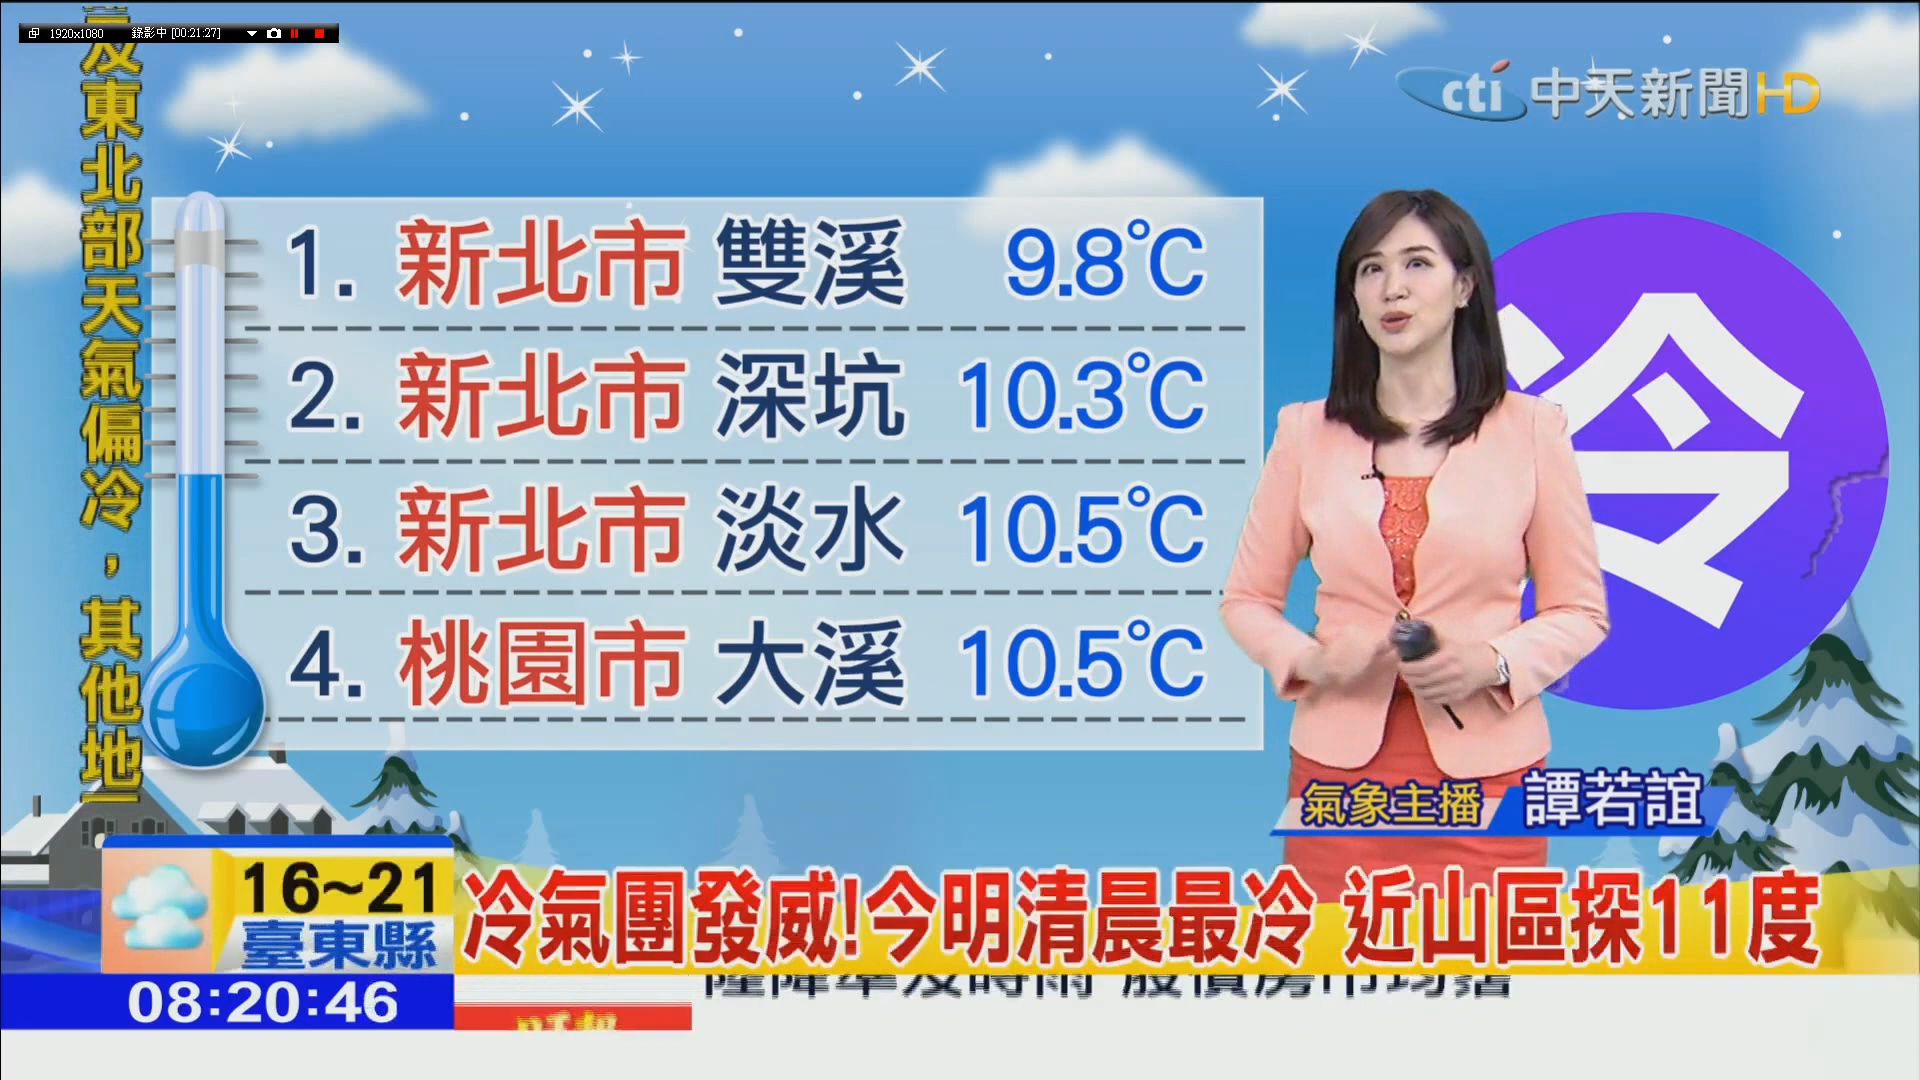 1920x1080 錄影中 [00:21:27]
及東北部天氣偏冷，其他地
cti 中天新聞HD
1. 新北市 雙溪 9.8℃
2. 新北市 深坑 10.3℃
3. 新北市 淡水 10.5℃
4. 桃園市 大溪 10.5℃
冷
氣象主播 譚若誼
16~21
臺東縣
冷氣團發威!今明清晨最冷 近山區探11度
08:20:46